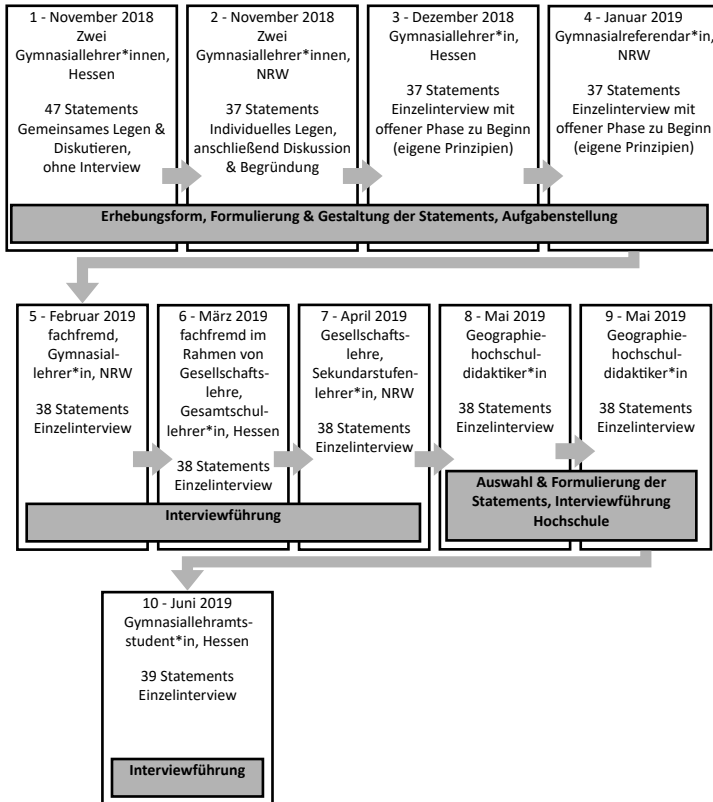 1 - November 2018
Zwei
Gymnasiallehrer*innen,
Hessen
47 Statements
Gemeinsames Legen &
Diskutieren,
ohne Interview
2 - November 2018
Zwei
Gymnasiallehrer*innen,
NRW
37 Statements
Individuelles Legen,
anschließend Diskussion
& Begründung
3 - Dezember 2018
Gymnasiallehrer*in,
Hessen
37 Statements
Einzelinterview mit
offener Phase zu Beginn
(eigene Prinzipien)
4 - Januar 2019
Gymnasialreferendar*in,
NRW
37 Statements
Einzelinterview mit
offener Phase zu Beginn
(eigene Prinzipien)
Erhebungsform, Formulierung & Gestaltung der Statements, Aufgabenstellung
5 - Februar 2019
fachfremd,
Gymnasial-
lehrer*in, NRW
38 Statements
Einzelinterview
6 - März 2019
fachfremd im
Rahmen von
Gesellschafts-
lehre,
Gesamtschul-
lehrer*in, Hessen
38 Statements
Einzelinterview
7 - April 2019
Gesellschafts-
lehre,
Sekundarstufen-
lehrer*in, NRW
38 Statements
Einzelinterview
Interviewführung
8 - Mai 2019
Geographie-
hochschul-
didaktiker*in
38 Statements
Einzelinterview
9 - Mai 2019
Geographie-
hochschul-
didaktiker*in
38 Statements
Einzelinterview
Auswahl & Formulierung der
Statements, Interviewführung
Hochschule
10 - Juni 2019
Gymnasiallehramts-
student*in, Hessen
39 Statements
Einzelinterview
Interviewführung